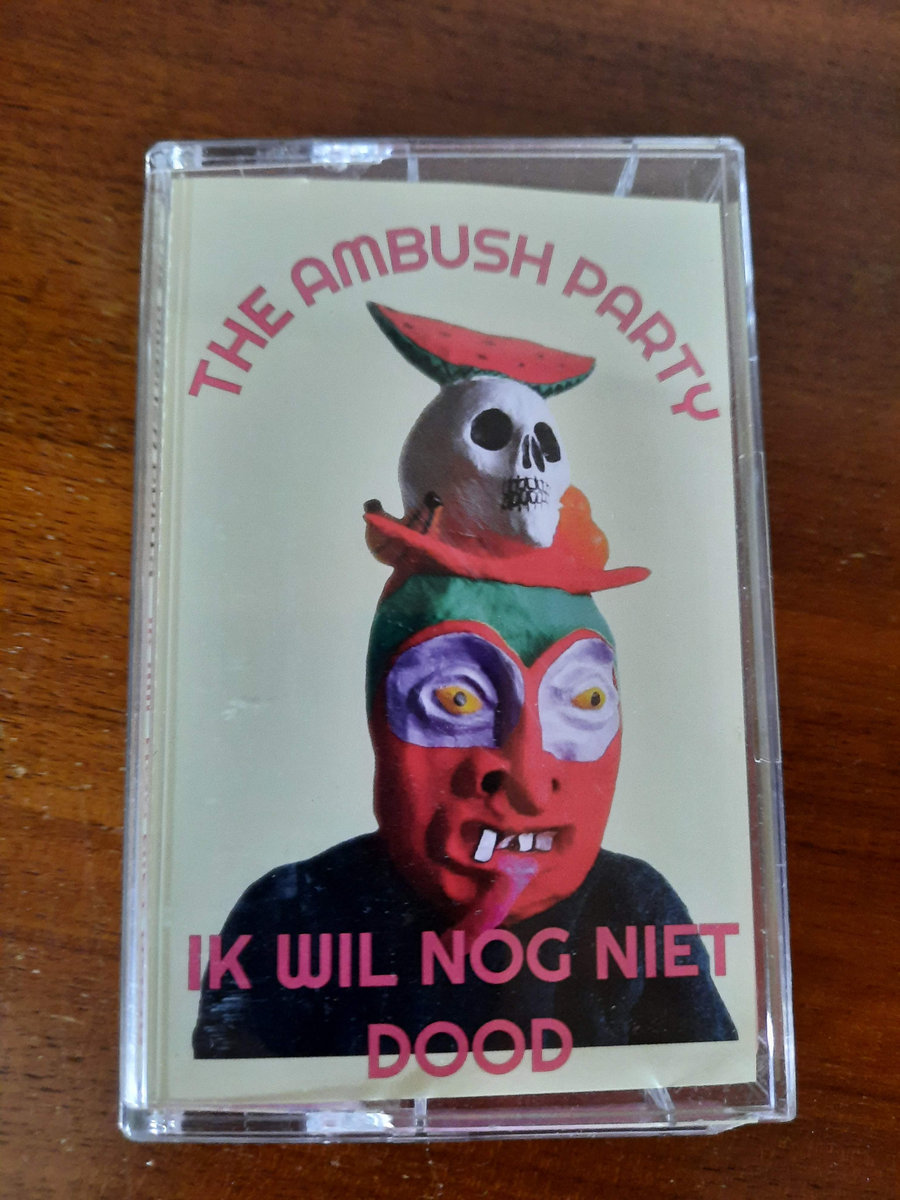 THE AMBUSH PARTY
IK WIL NOG NIET
DOOD